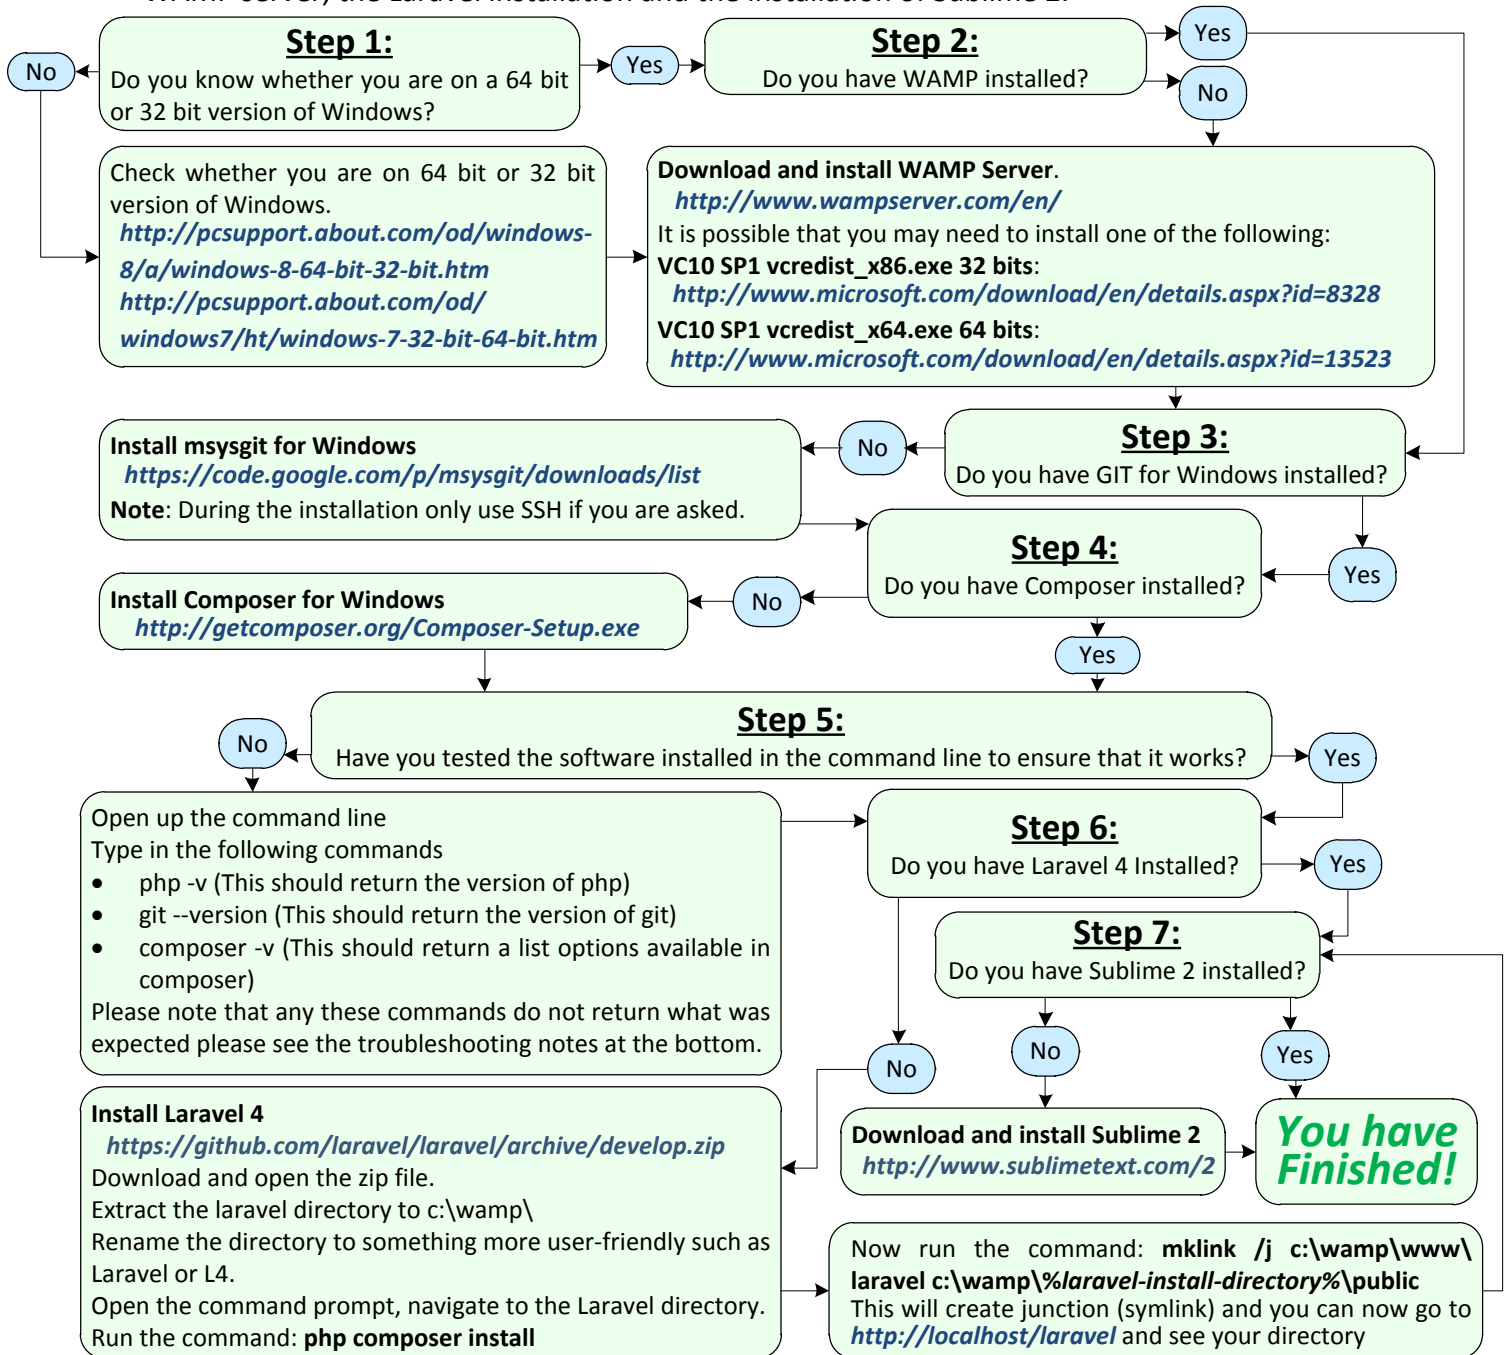 WAMP server, the Laravel installation and the installation of Sublime 2.
Step 1:
Do you know whether you are on a 64 bit
or 32 bit version of Windows?
No
Yes
Step 2:
Do you have WAMP installed?
Yes
No
Check whether you are on 64 bit or 32 bit
version of Windows.
http://pcsupport.about.com/od/windows-
8/a/windows-8-64-bit-32-bit.htm
http://pcsupport.about.com/od/
windows7/ht/windows-7-32-bit-64-bit.htm
Download and install WAMP Server.
http://www.wampserver.com/en/
It is possible that you may need to install one of the following:
VC10 SP1 vcredist_x86.exe 32 bits:
http://www.microsoft.com/download/en/details.aspx?id=8328
VC10 SP1 vcredist_x64.exe 64 bits:
http://www.microsoft.com/download/en/details.aspx?id=13523
Step 3:
Do you have GIT for Windows installed?
No
Yes
Install msysgit for Windows
https://code.google.com/p/msysgit/downloads/list
Note: During the installation only use SSH if you are asked.
Step 4:
Do you have Composer installed?
No
Yes
Install Composer for Windows
http://getcomposer.org/Composer-Setup.exe
Step 5:
Have you tested the software installed in the command line to ensure that it works?
No
Yes
Open up the command line
Type in the following commands
• php -v (This should return the version of php)
• git --version (This should return the version of git)
• composer -v (This should return a list options available in
composer)
Please note that any these commands do not return what was
expected please see the troubleshooting notes at the bottom.
Step 6:
Do you have Laravel 4 Installed?
Yes
No
Step 7:
Do you have Sublime 2 installed?
No
Yes
Install Laravel 4
https://github.com/laravel/laravel/archive/develop.zip
Download and open the zip file.
Extract the laravel directory to c:\wamp\
Rename the directory to something more user-friendly such as
Laravel or L4.
Open the command prompt, navigate to the Laravel directory.
Run the command: php composer install
Download and install Sublime 2
http://www.sublimetext.com/2
You have
Finished!
Now run the command: mklink /j c:\wamp\www\
laravel c:\wamp\%laravel-install-directory%\public
This will create junction (symlink) and you can now go to
http://localhost/laravel and see your directory